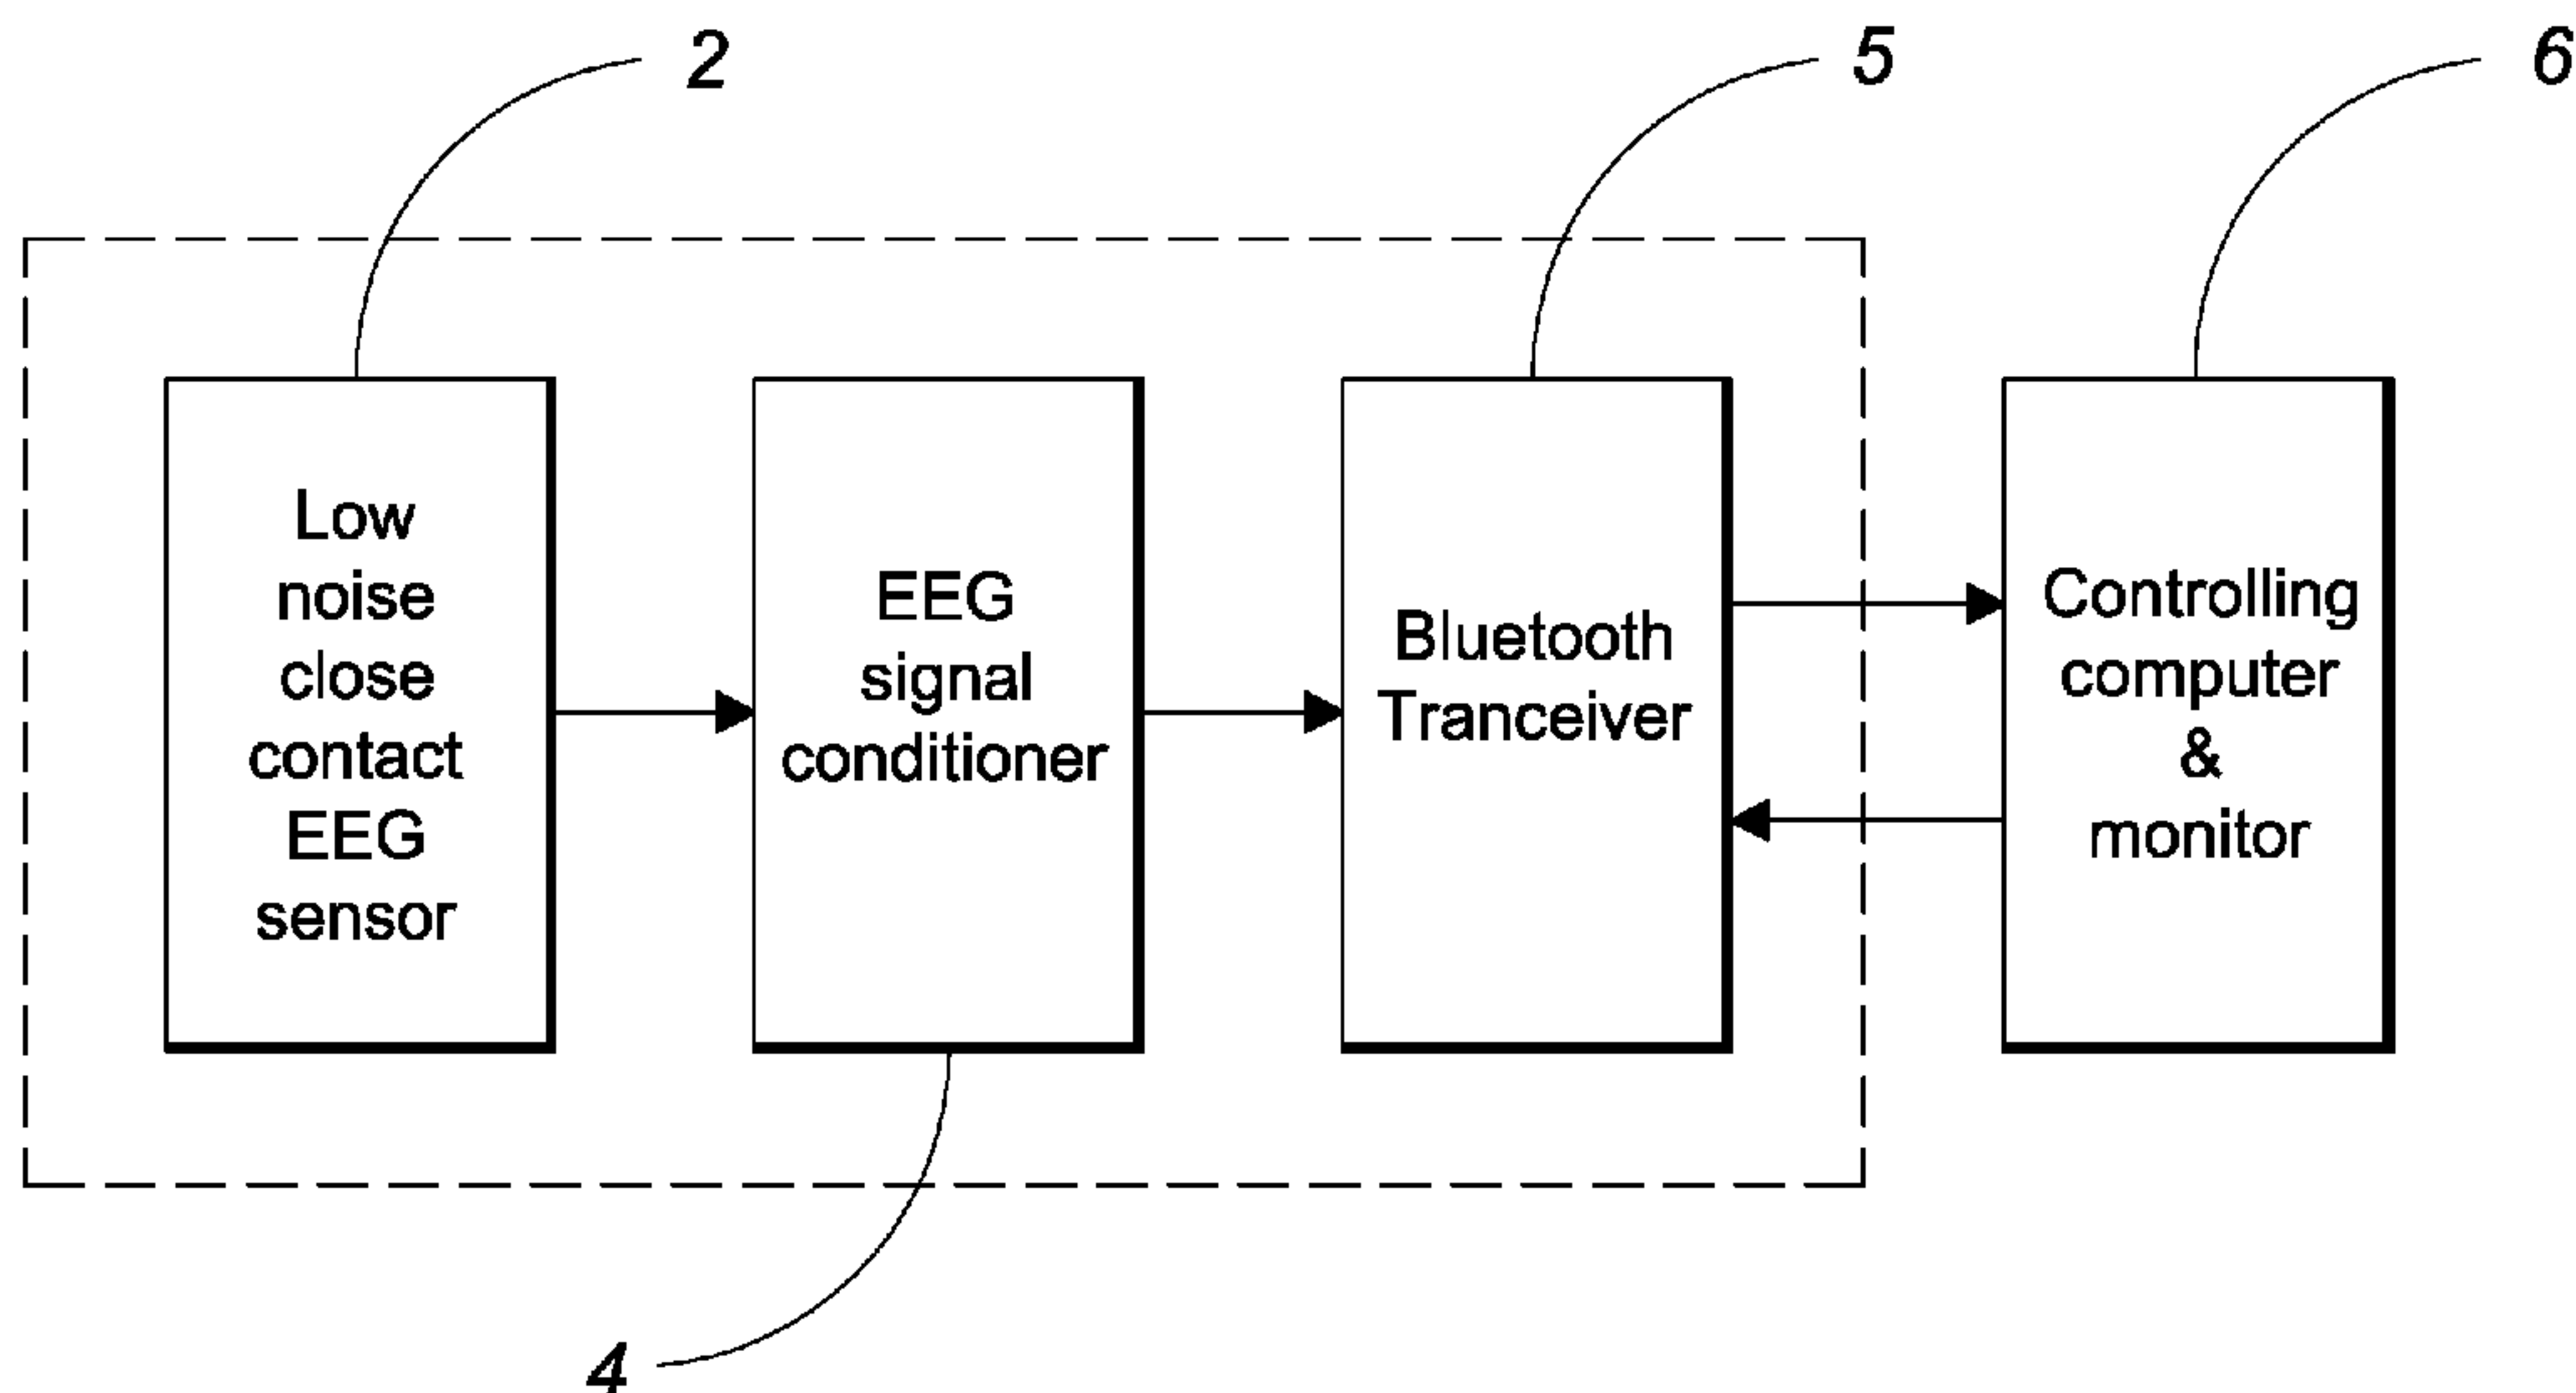 2
5
6
Low
noise
close
contact
EEG
sensor
EEG
signal
conditioner
Bluetooth
Tranceiver
Controlling
computer
&
monitor
4